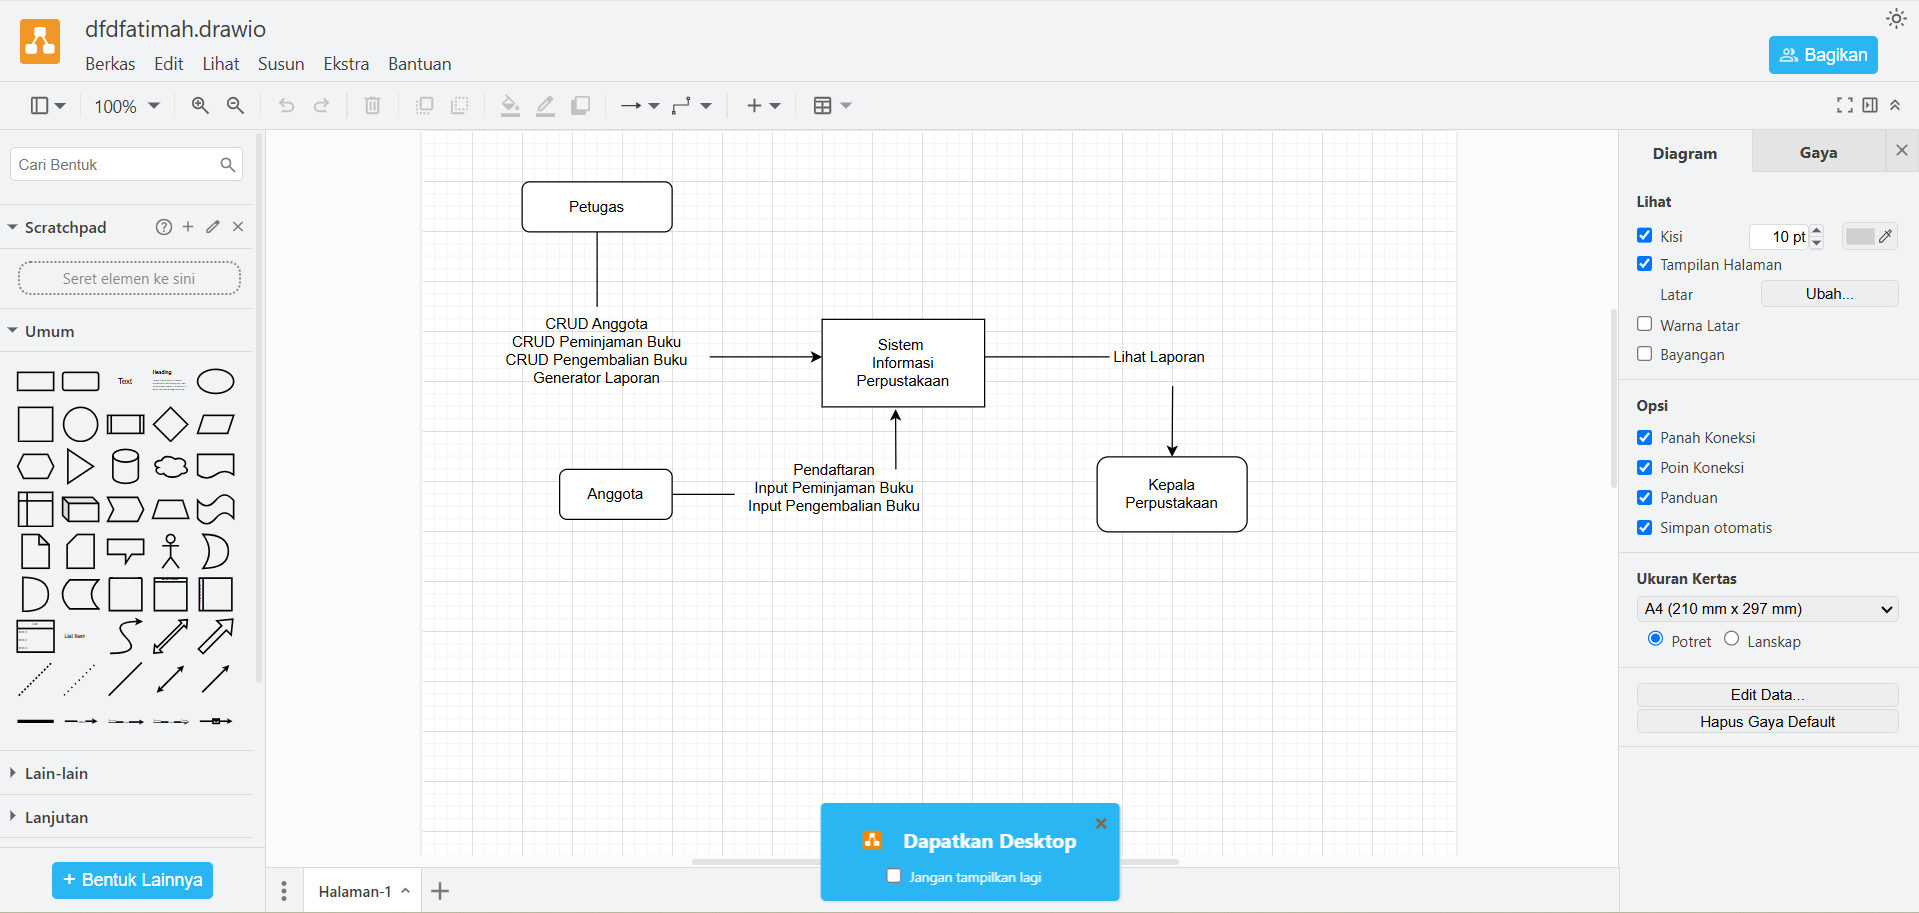 dfdfatimah.drawio
Berkas Edit Lihat Susun Ekstra Bantuan
Bagikan
100%
Cari Bentuk
Scratchpad
Seret elemen ke sini
Umum
Text
Heading
List Item
Lain-lain
Lanjutan
+ Bentuk Lainnya
Petugas
CRUD Anggota
CRUD Peminjaman Buku
CRUD Pengembalian Buku
Generator Laporan
Sistem
Informasi
Perpustakaan
Lihat Laporan
Anggota
Pendaftaran
Input Peminjaman Buku
Input Pengembalian Buku
Kepala
Perpustakaan
Dapatkan Desktop
Jangan tampilkan lagi
Halaman-1
Diagram Gaya
Lihat
Kisi 10 pt
Tampilan Halaman
Latar Ubah...
Warna Latar
Bayangan
Opsi
Panah Koneksi
Poin Koneksi
Panduan
Simpan otomatis
Ukuran Kertas
A4 (210 mm x 297 mm)
Potret Lanskap
Edit Data...
Hapus Gaya Default